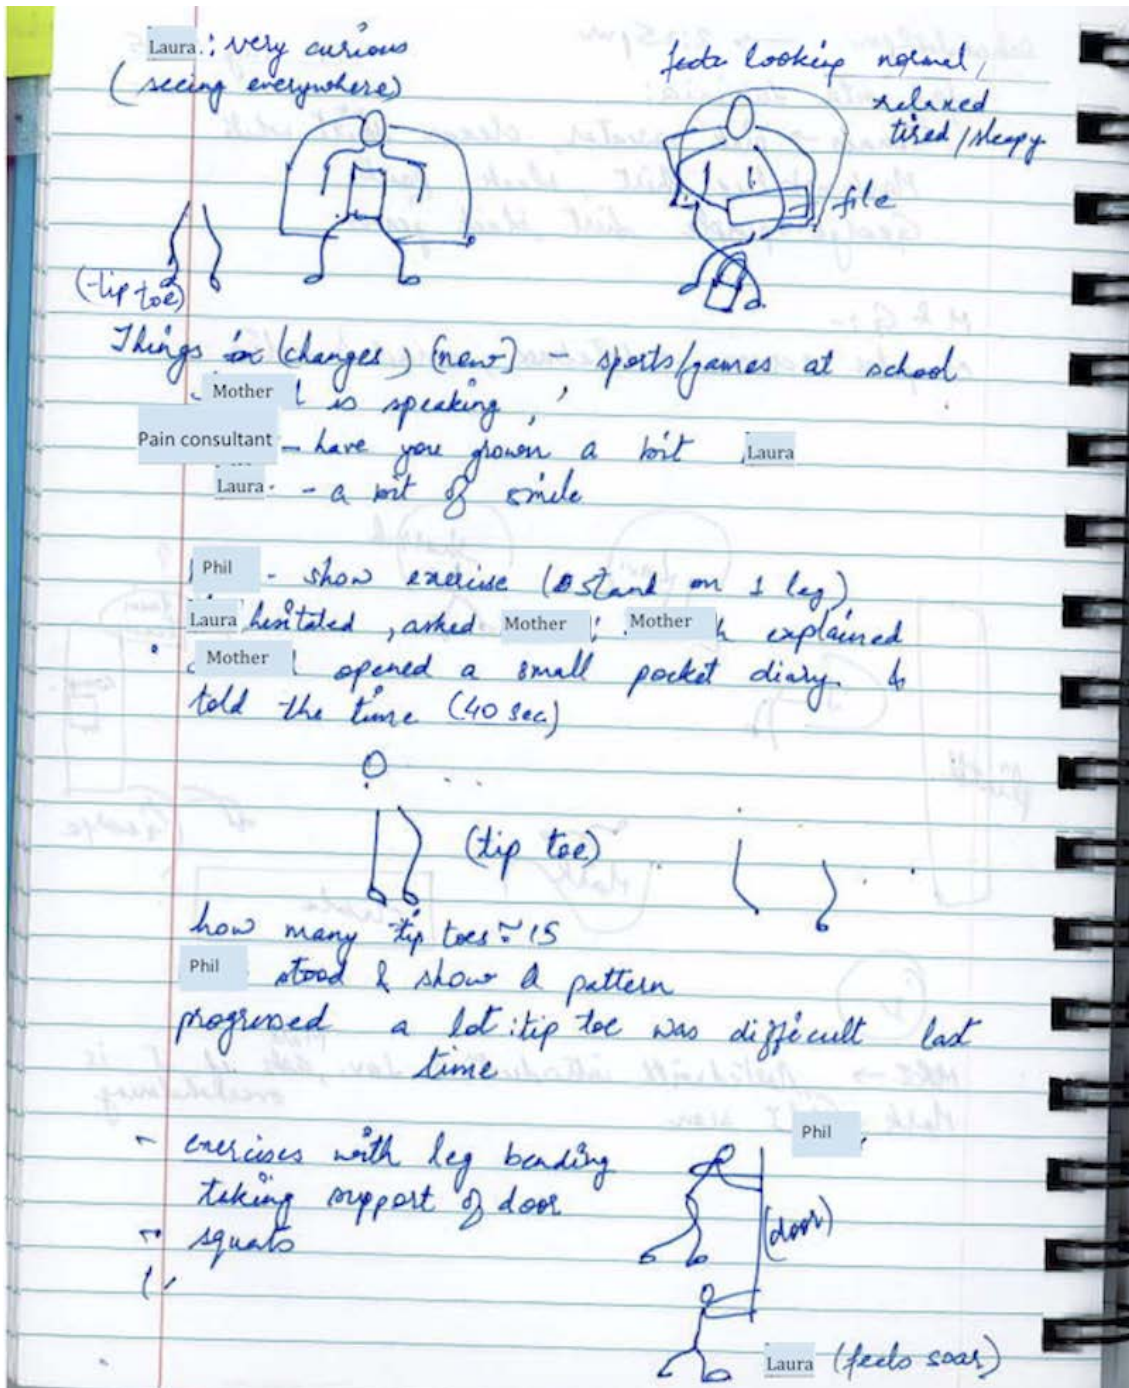 Laura : very curious
(seeing everywhere)
looking normal,
relaxed
tired/sleepy
file
(tip toe)
Things in (changes) (new) - sports/games at school
Mother is speaking,
Pain consultant - have you grown a bit Laura
Laura - a bit of smile
Phil - show exercise (stand on 1 leg)
Laura hesitated, asked Mother; Mother explained
Mother opened a small pocket diary &
told the time (40 sec)
(tip toe)
how many tip toes ≈ 15
Phil stood & show a pattern
progressed a lot : tip toe was difficult last
time
Phil
- exercises with leg bending
taking support of door
- squats
(door)
Laura (feels soar)